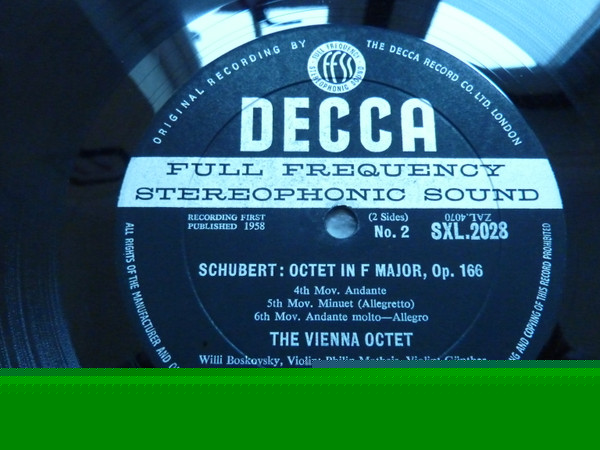 ORIGINAL RECORDING BY THE DECCA RECORD CO. LTD. LONDON
FULL FREQUENCY
ffss
STEREOPHONIC SOUND
DECCA
FULL FREQUENCY
STEREOPHONIC SOUND
RECORDING FIRST
PUBLISHED 1958
(2 Sides)
No. 2
ZAL.4070
SXL.2028
SCHUBERT: OCTET IN F MAJOR, Op. 166
4th Mov. Andante
5th Mov. Minuet (Allegretto)
6th Mov. Andante molto—Allegro
THE VIENNA OCTET
Willi Boskovsky, Violin; Philip Matheis, Violin; Günther
ALL RIGHTS OF THE MANUFACTURER AND
AND COPYING OF THIS RECORD PROHIBITED